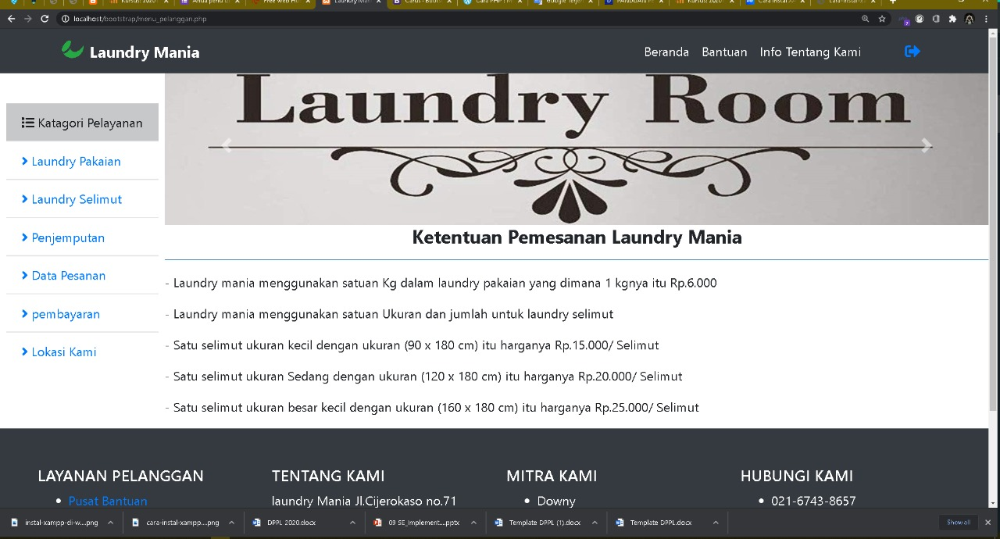 localhost/bootstrap/menu_pelanggan.php
Laundry Mania
Beranda Bantuan Info Tentang Kami
Laundry Room
Katagori Pelayanan
Laundry Pakaian
Laundry Selimut
Penjemputan
Data Pesanan
pembayaran
Lokasi Kami
Ketentuan Pemesanan Laundry Mania
- Laundry mania menggunakan satuan Kg dalam laundry pakaian yang dimana 1 kgnya itu Rp.6.000
- Laundry mania menggunakan satuan Ukuran dan jumlah untuk laundry selimut
- Satu selimut ukuran kecil dengan ukuran (90 x 180 cm) itu harganya Rp.15.000/ Selimut
- Satu selimut ukuran Sedang dengan ukuran (120 x 180 cm) itu harganya Rp.20.000/ Selimut
- Satu selimut ukuran besar kecil dengan ukuran (160 x 180 cm) itu harganya Rp.25.000/ Selimut
LAYANAN PELANGGAN
• Pusat Bantuan
TENTANG KAMI
laundry Mania Jl.Cijerokaso no.71
MITRA KAMI
• Downy
HUBUNGI KAMI
• 021-6743-8657
instal-xampp-di-w....png
cara-instal-xampp....png
DPPL 2020.docx
09 SE_Implement....pptx
Template DPPL (1).docx
Template DPPL.docx
Show all